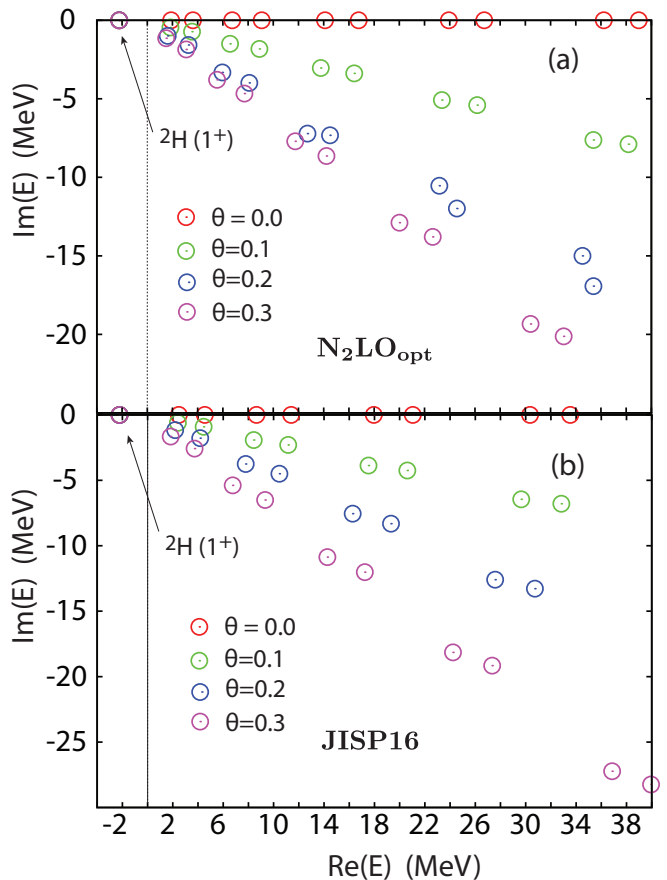 0
-5
-10
-15
-20
Im(E) (MeV)
(a)
²H (1⁺)
θ = 0.0
θ=0.1
θ=0.2
θ=0.3
N₂LOₒₚₜ
0
-5
-10
-15
-20
-25
Im(E) (MeV)
(b)
²H (1⁺)
θ = 0.0
θ=0.1
θ=0.2
θ=0.3
JISP16
-2 2 6 10 14 18 22 26 30 34 38
Re(E) (MeV)